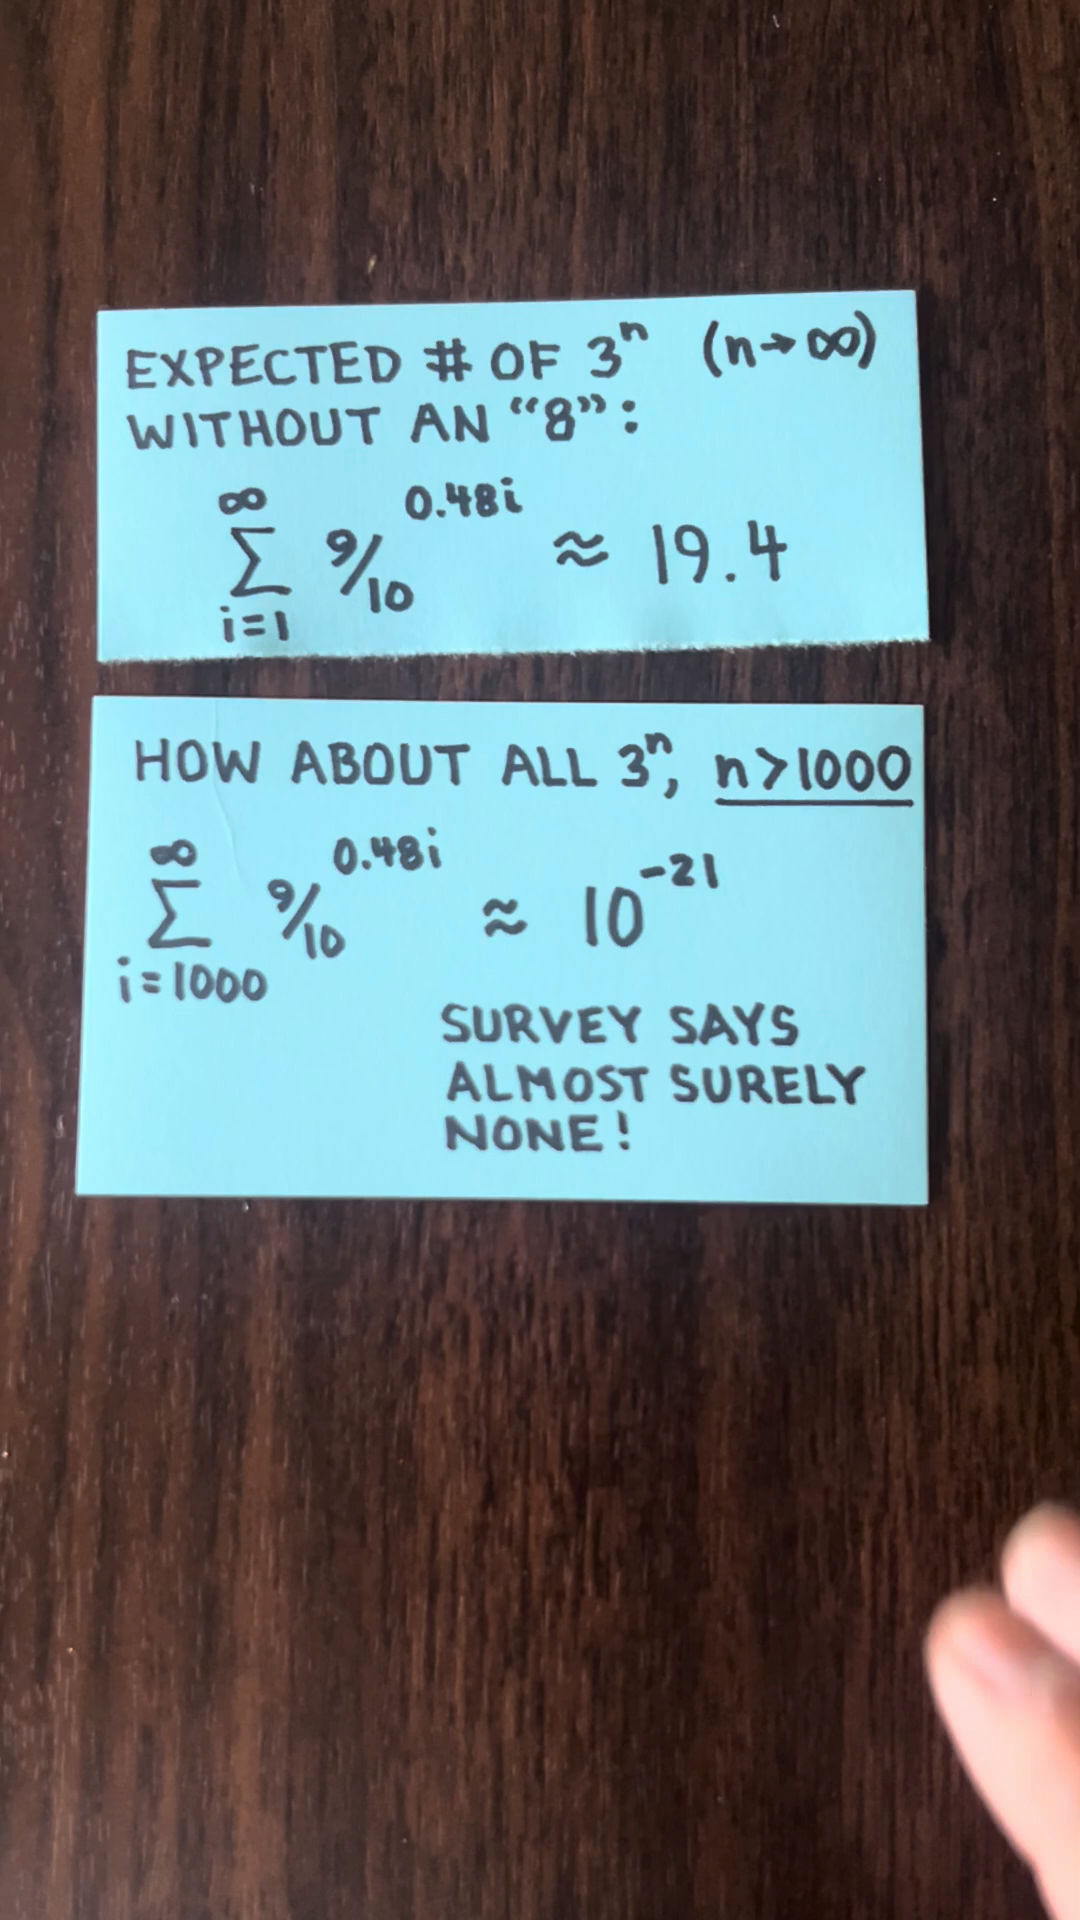 EXPECTED # OF 3ⁿ (n→∞)
WITHOUT AN “8”:
∞
∑ 9/10 0.48i ≈ 19.4
i=1
HOW ABOUT ALL 3ⁿ, n>1000
∞
∑ 9/10 0.48i ≈ 10⁻²¹
i=1000
SURVEY SAYS
ALMOST SURELY
NONE!